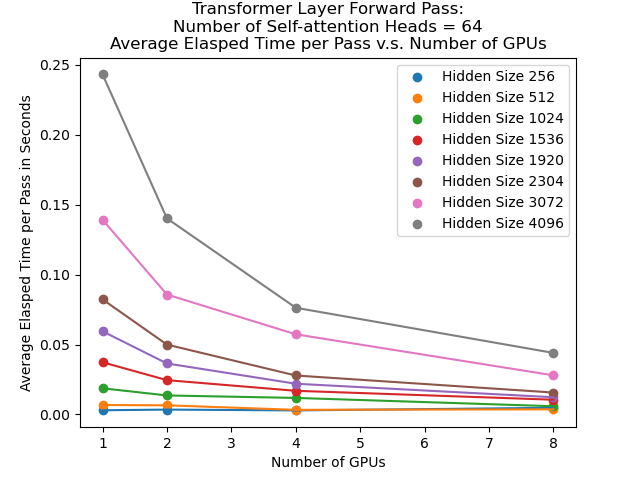 Transformer Layer Forward Pass:
Number of Self-attention Heads = 64
Average Elasped Time per Pass v.s. Number of GPUs
Average Elasped Time per Pass in Seconds
0.25
0.20
0.15
0.10
0.05
0.00
Hidden Size 256
Hidden Size 512
Hidden Size 1024
Hidden Size 1536
Hidden Size 1920
Hidden Size 2304
Hidden Size 3072
Hidden Size 4096
1 2 3 4 5 6 7 8
Number of GPUs